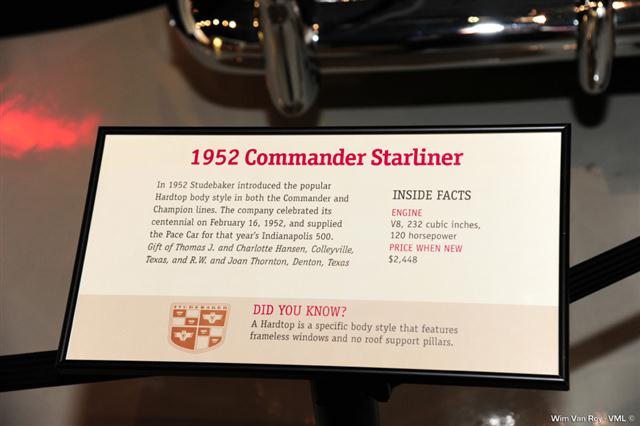 1952 Commander Starliner
In 1952 Studebaker introduced the popular
Hardtop body style in both the Commander and
Champion lines. The company celebrated its
centennial on February 16, 1952, and supplied
the Pace Car for that year's Indianapolis 500.
Gift of Thomas J. and Charlotte Hansen, Colleyville,
Texas, and R.W. and Joan Thornton, Denton, Texas
INSIDE FACTS
ENGINE
V8, 232 cubic inches,
120 horsepower
PRICE WHEN NEW
$2,448
STUDEBAKER
DID YOU KNOW?
A Hardtop is a specific body style that features
frameless windows and no roof support pillars.
Wim Van Roy - VML ©